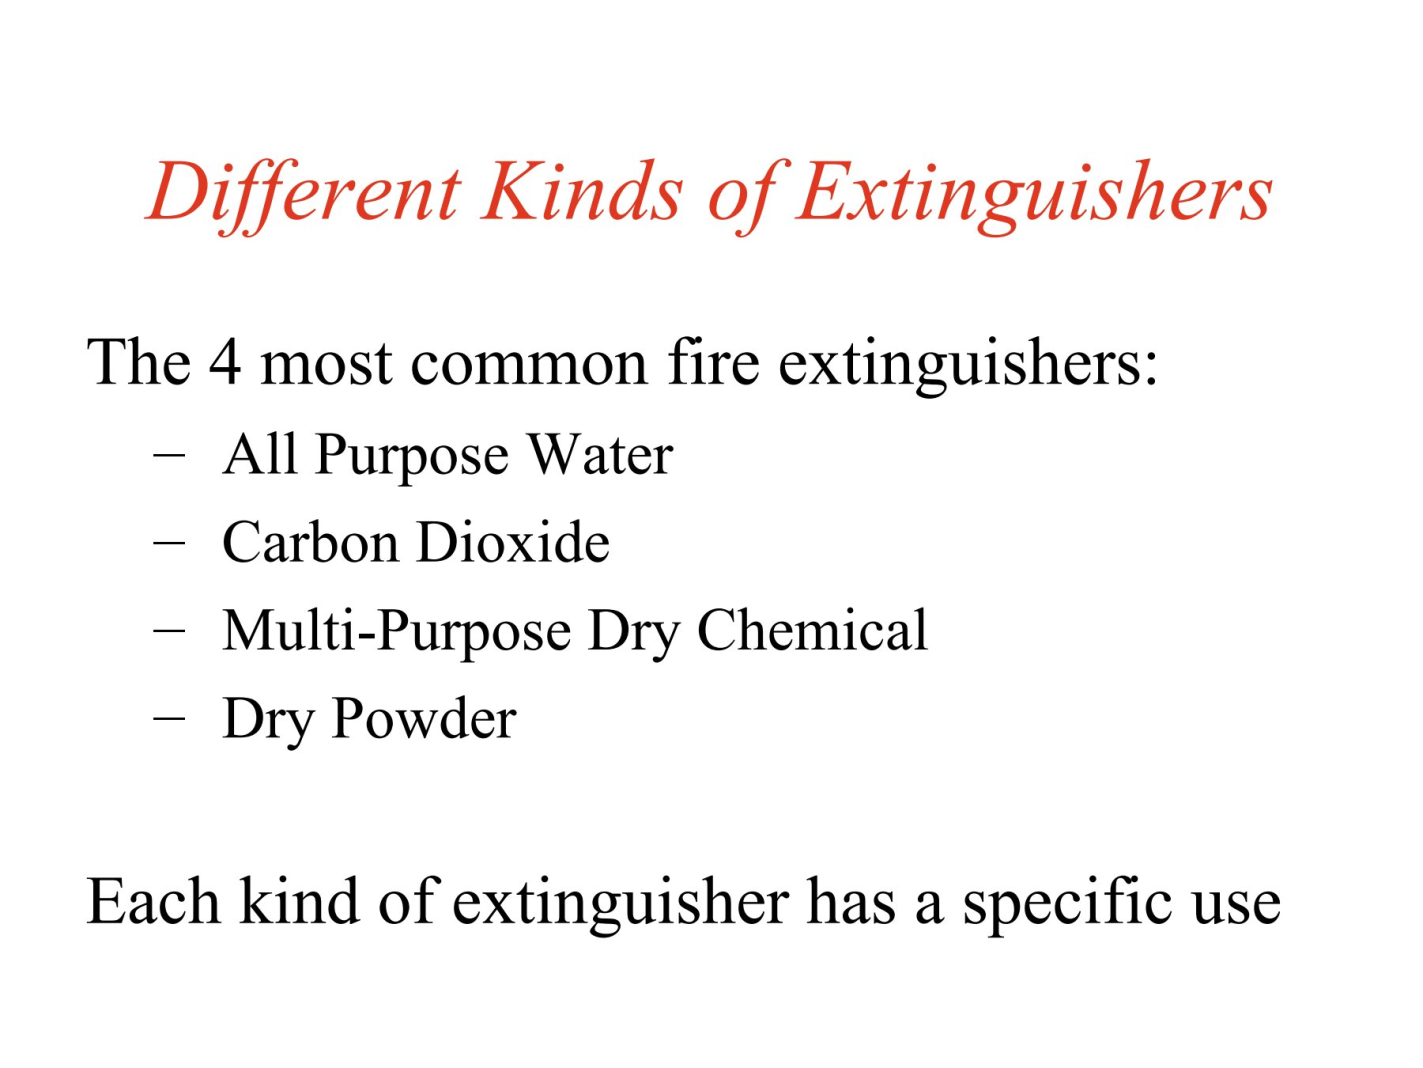 Different Kinds of Extinguishers
The 4 most common fire extinguishers:
– All Purpose Water
– Carbon Dioxide
– Multi-Purpose Dry Chemical
– Dry Powder
Each kind of extinguisher has a specific use